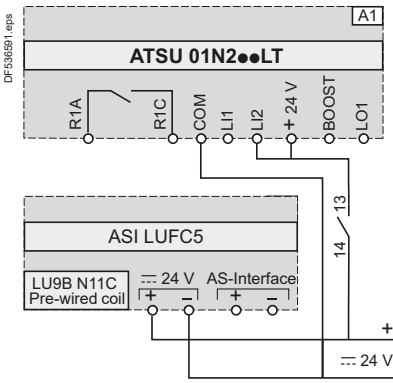 DF536591.eps
A1
ATSU 01N2●●LT
R1A
R1C
COM
LI1
LI2
+ 24 V
BOOST
LO1
13
14
ASI LUFC5
LU9B N11C
Pre-wired coil
24 V
AS-Interface
+ – + –
+
24 V